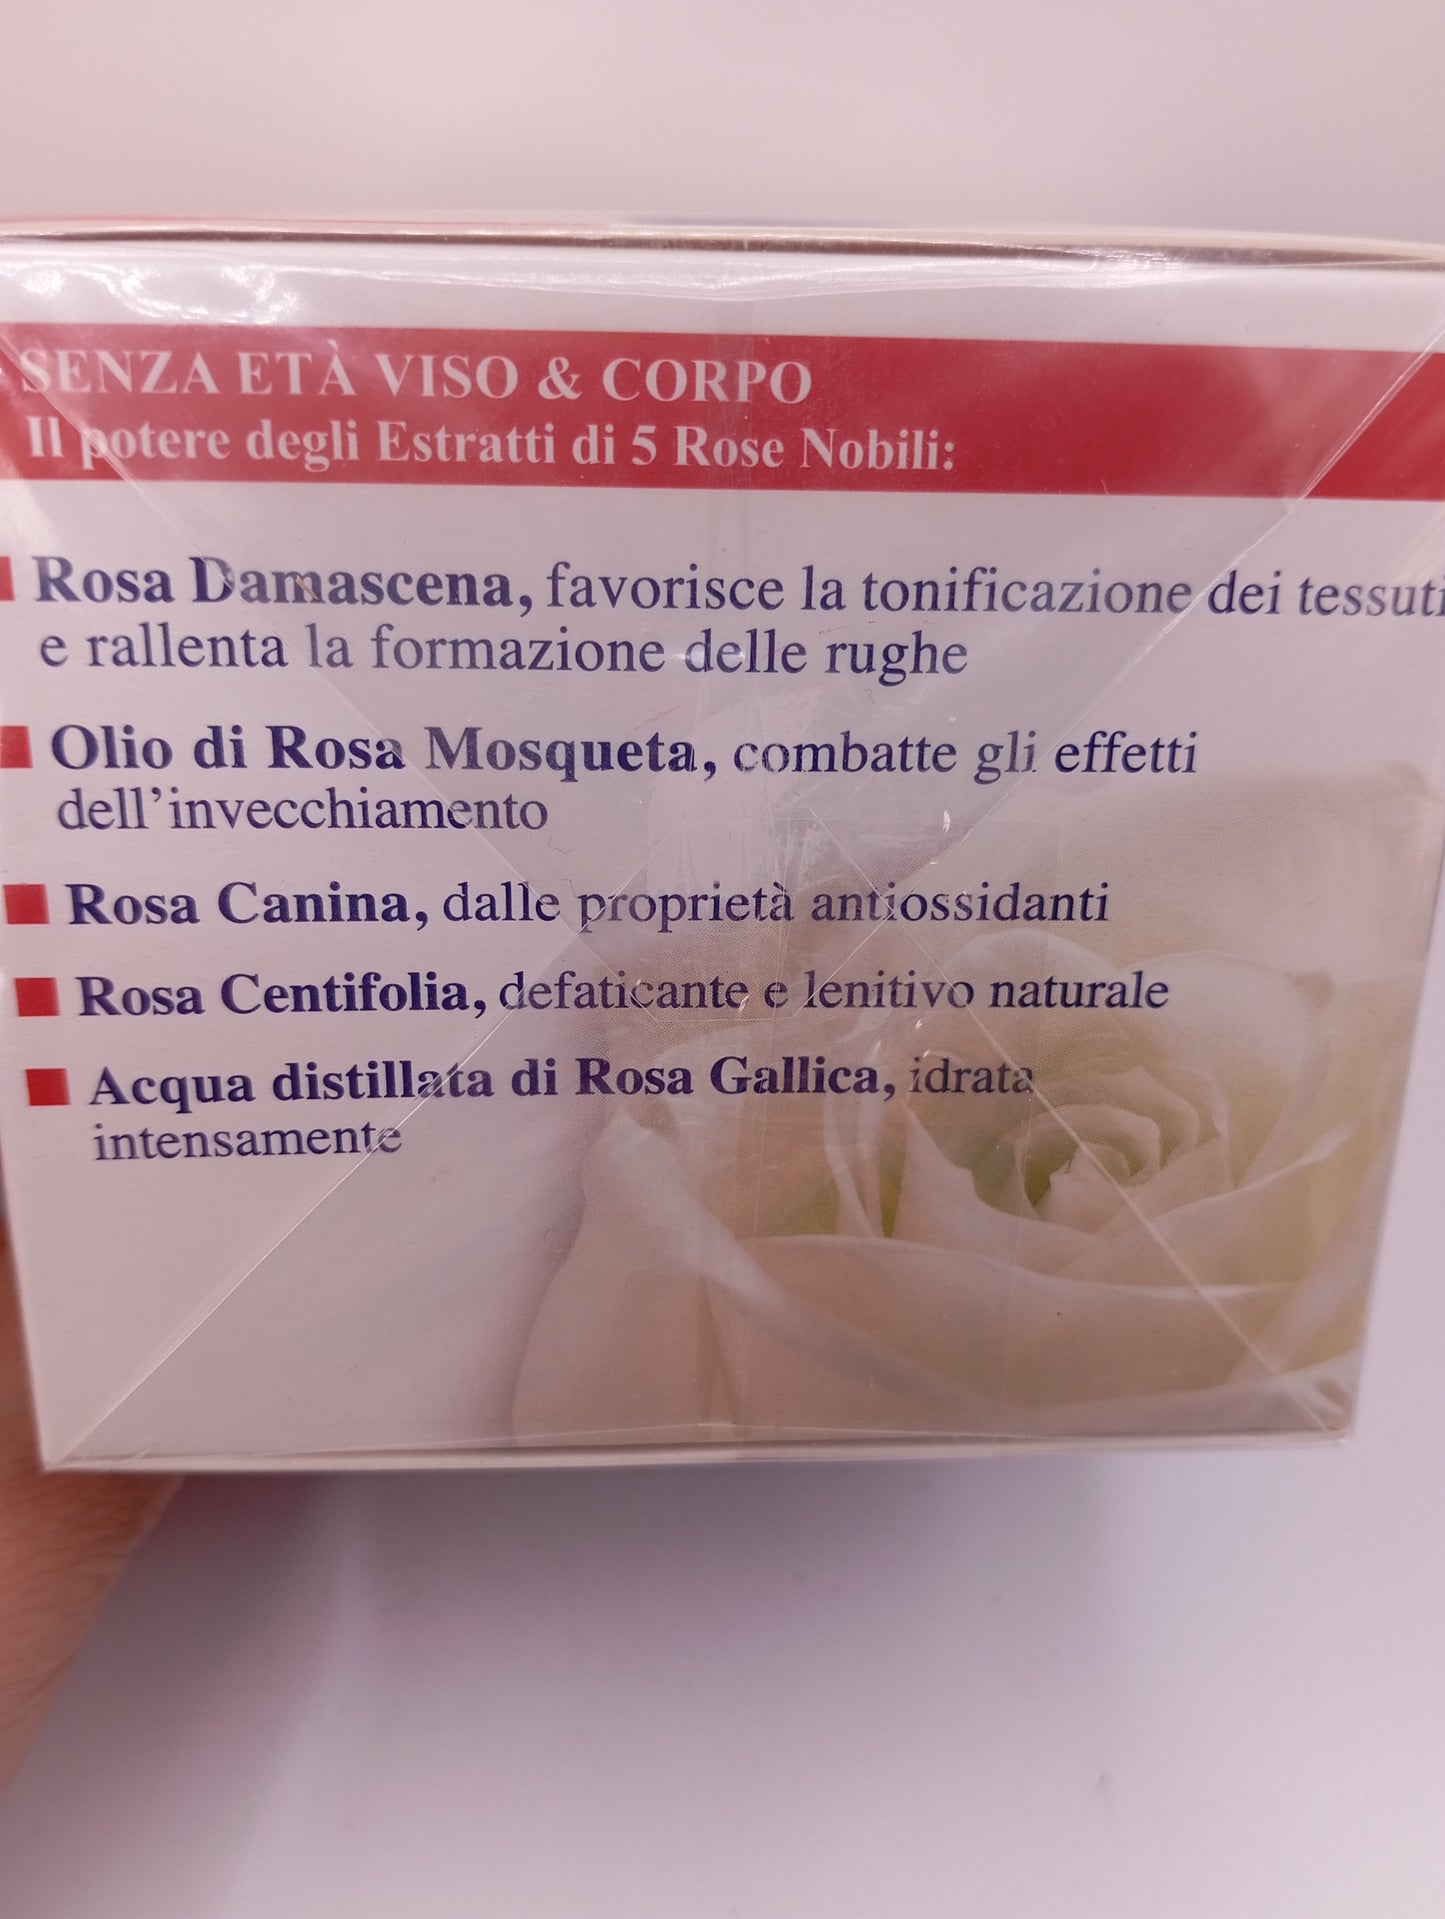 SENZA ETÀ VISO & CORPO
Il potere degli Estratti di 5 Rose Nobili:
Rosa Damascena, favorisce la tonificazione dei tessuti
e rallenta la formazione delle rughe
Olio di Rosa Mosqueta, combatte gli effetti
dell'invecchiamento
Rosa Canina, dalle proprietà antiossidanti
Rosa Centifolia, defaticante e lenitivo naturale
Acqua distillata di Rosa Gallica, idrata
intensamente